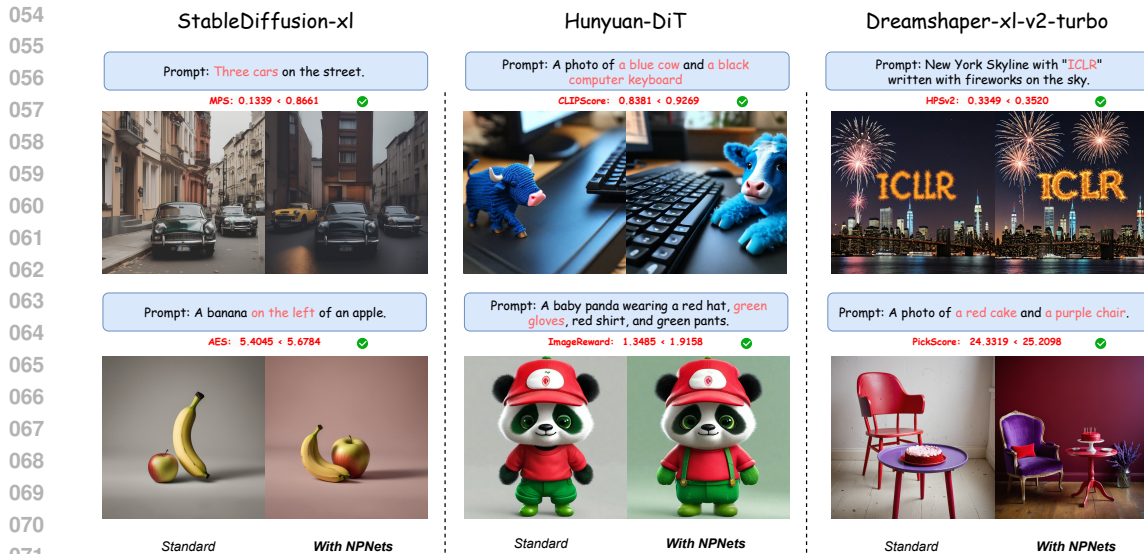 054
055
056
057
058
059
060
061
062
063
064
065
066
067
068
069
070
071
StableDiffusion-xl
Prompt: Three cars on the street.
MPS: 0.1339 < 0.8661
Prompt: A banana on the left of an apple.
AES: 5.4045 < 5.6784
Standard
With NPNets
Hunyuan-DiT
Prompt: A photo of a blue cow and a black
computer keyboard
CLIPScore: 0.8381 < 0.9269
Prompt: A baby panda wearing a red hat, green
gloves, red shirt, and green pants.
ImageReward: 1.3485 < 1.9158
Standard
With NPNets
Dreamshaper-xl-v2-turbo
Prompt: New York Skyline with "ICLR"
written with fireworks on the sky.
HPSv2: 0.3349 < 0.3520
ICLLR
ICLR
Prompt: A photo of a red cake and a purple chair.
PickScore: 24.3319 < 25.2098
Standard
With NPNets